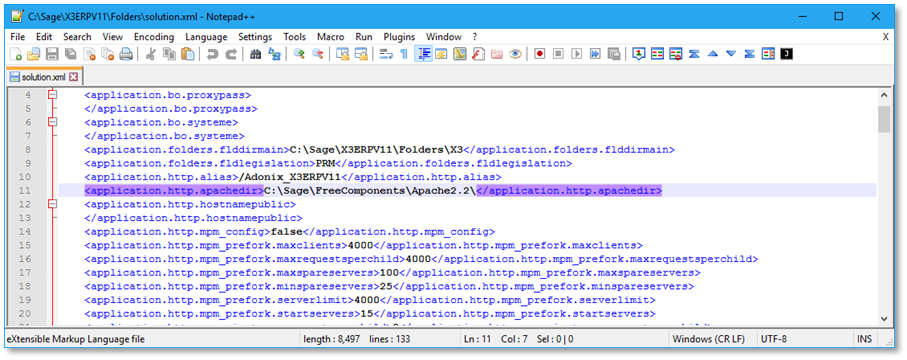 C:\Sage\X3ERPV11\Folders\solution.xml - Notepad++
File Edit Search View Encoding Language Settings Tools Macro Run Plugins Window ? X
solution.xml
4 <application.bo.proxypass>
5 </application.bo.proxypass>
6 <application.bo.systeme>
7 </application.bo.systeme>
8 <application.folders.flddirmain>C:\Sage\X3ERPV11\Folders\X3</application.folders.flddirmain>
9 <application.folders.fldlegislation>PRM</application.folders.fldlegislation>
10 <application.http.alias>/Adonix_X3ERPV11</application.http.alias>
11 <application.http.apachedir>C:\Sage\FreeComponents\Apache2.2\</application.http.apachedir>
12 <application.http.hostnamepublic>
13 </application.http.hostnamepublic>
14 <application.http.mpm_config>false</application.http.mpm_config>
15 <application.http.mpm_prefork.maxclients>4000</application.http.mpm_prefork.maxclients>
16 <application.http.mpm_prefork.maxrequestsperchild>4000</application.http.mpm_prefork.maxrequestsperchild>
17 <application.http.mpm_prefork.maxspareservers>100</application.http.mpm_prefork.maxspareservers>
18 <application.http.mpm_prefork.minspareservers>25</application.http.mpm_prefork.minspareservers>
19 <application.http.mpm_prefork.serverlimit>4000</application.http.mpm_prefork.serverlimit>
20 <application.http.mpm_prefork.startservers>15</application.http.mpm_prefork.startservers>
eXtensible Markup Language file length : 8,497 lines : 133 Ln : 11 Col : 7 Sel : 0 | 0 Windows (CR LF) UTF-8 INS